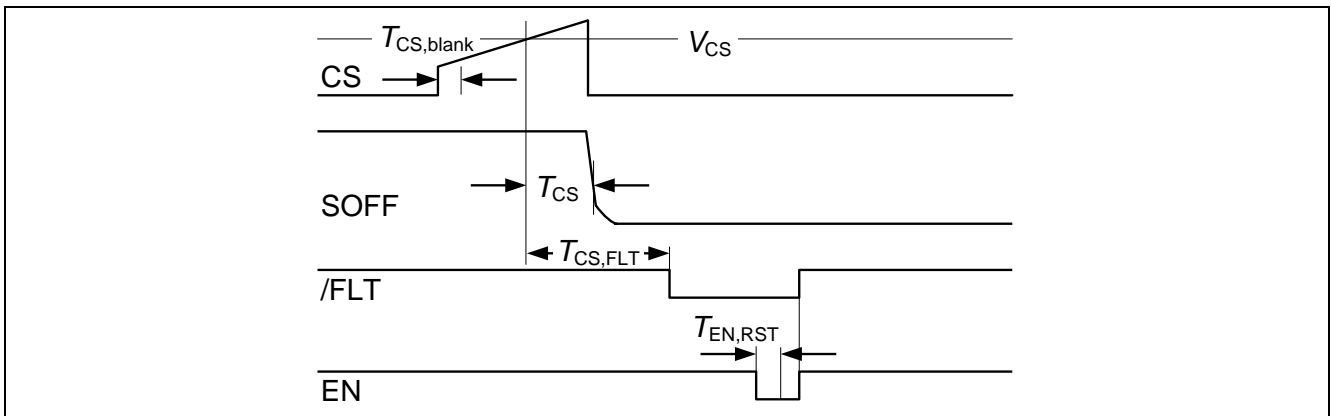 TCS,blank
VCS
CS
TCS
SOFF
TCS,FLT
/FLT
TEN,RST
EN